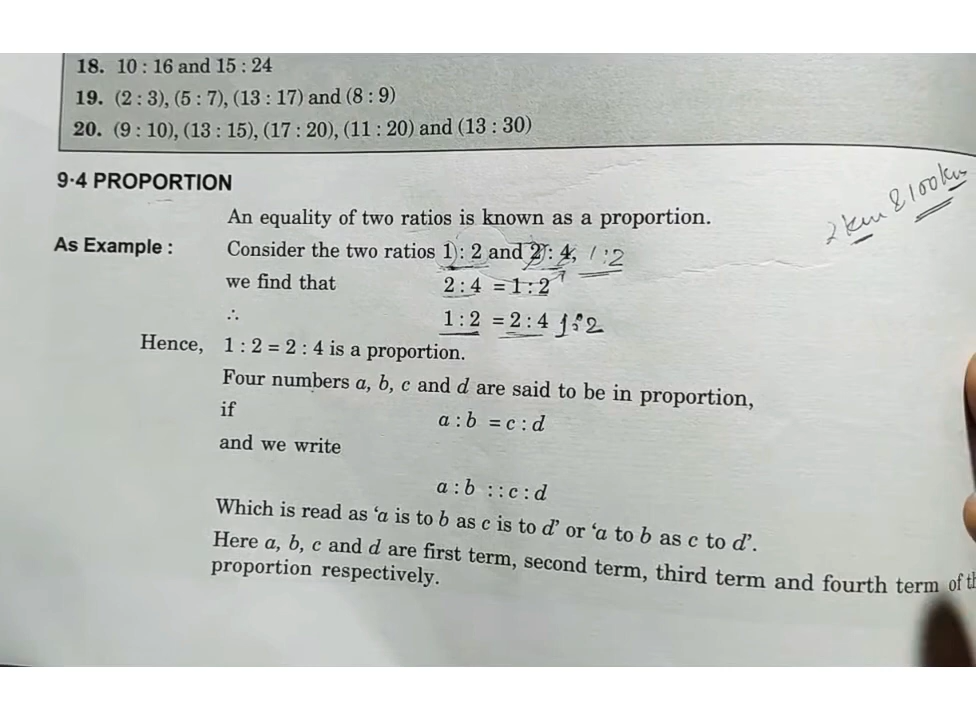 18. 10 : 16 and 15 : 24
19. (2 : 3), (5 : 7), (13 : 17) and (8 : 9)
20. (9 : 10), (13 : 15), (17 : 20), (11 : 20) and (13 : 30)
9·4 PROPORTION
2 km & 100 km
An equality of two ratios is known as a proportion.
As Example : Consider the two ratios 1 : 2 and 2 : 4, 1 : 2
we find that 2 : 4 = 1 : 2
∴ 1 : 2 = 2 : 4 1 : 2
Hence, 1 : 2 = 2 : 4 is a proportion.
Four numbers a, b, c and d are said to be in proportion,
if a : b = c : d
and we write
a : b : : c : d
Which is read as ‘a is to b as c is to d’ or ‘a to b as c to d’.
Here a, b, c and d are first term, second term, third term and fourth term of
proportion respectively.